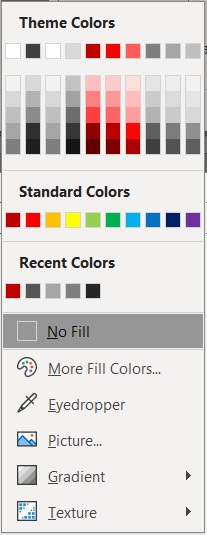 Theme Colors
Standard Colors
Recent Colors
No Fill
More Fill Colors...
Eyedropper
Picture...
Gradient
Texture